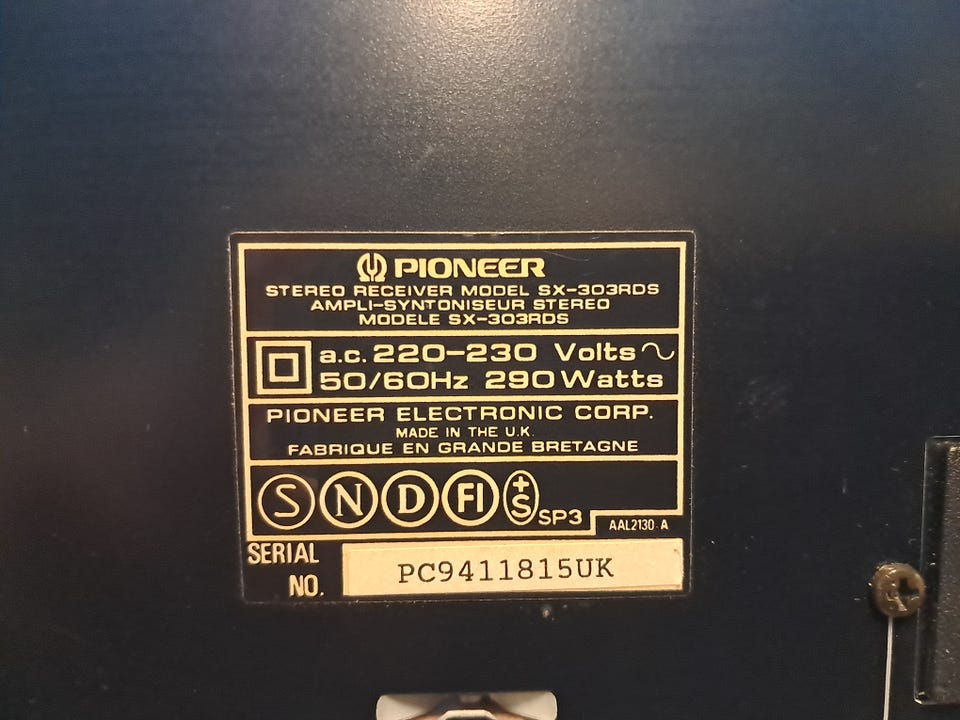 PIONEER
STEREO RECEIVER MODEL SX-303RDS
AMPLI-SYNTONISEUR STEREO
MODELE SX-303RDS
a.c. 220-230 Volts ∿
50/60Hz 290 Watts
PIONEER ELECTRONIC CORP.
MADE IN THE U.K.
FABRIQUE EN GRANDE BRETAGNE
S N D FI +S SP3
AAL2130-A
SERIAL NO. PC9411815UK